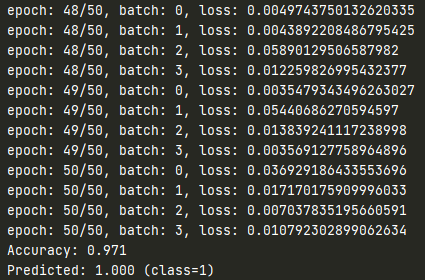 epoch: 48/50, batch: 0, loss: 0.0049743750132620335
epoch: 48/50, batch: 1, loss: 0.0043892208486795425
epoch: 48/50, batch: 2, loss: 0.05890129506587982
epoch: 48/50, batch: 3, loss: 0.012259826995432377
epoch: 49/50, batch: 0, loss: 0.0035479343496263027
epoch: 49/50, batch: 1, loss: 0.05440686270594597
epoch: 49/50, batch: 2, loss: 0.013839241117238998
epoch: 49/50, batch: 3, loss: 0.003569127758964896
epoch: 50/50, batch: 0, loss: 0.036929186433553696
epoch: 50/50, batch: 1, loss: 0.017170175909996033
epoch: 50/50, batch: 2, loss: 0.007037835195660591
epoch: 50/50, batch: 3, loss: 0.010792302899062634
Accuracy: 0.971
Predicted: 1.000 (class=1)